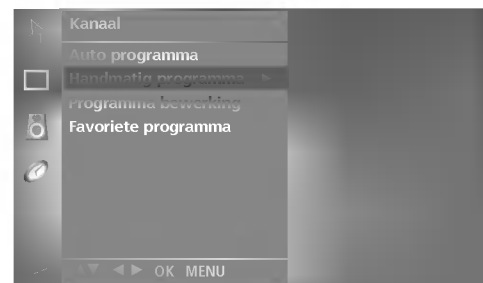 Kanaal
Auto programma
Handmatig programma
Programma bewerking
Favoriete programma
OK MENU